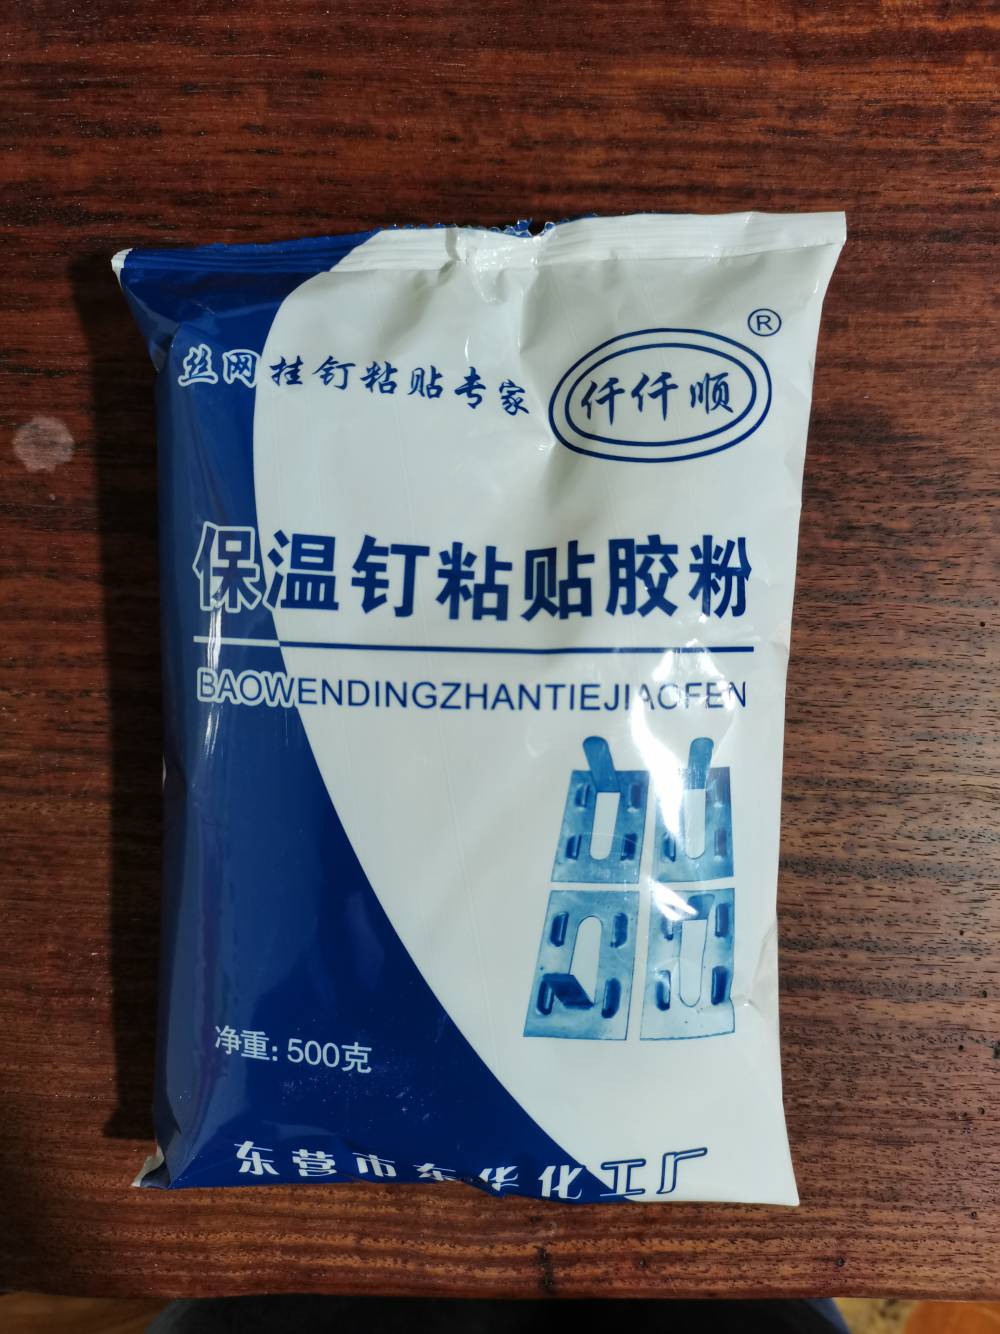 丝网挂钉粘贴专家
仟仟顺
®
保温钉粘贴胶粉
BAOWENDINGZHANTIEJIAOFEN
净重: 500克
东营市东华化工厂